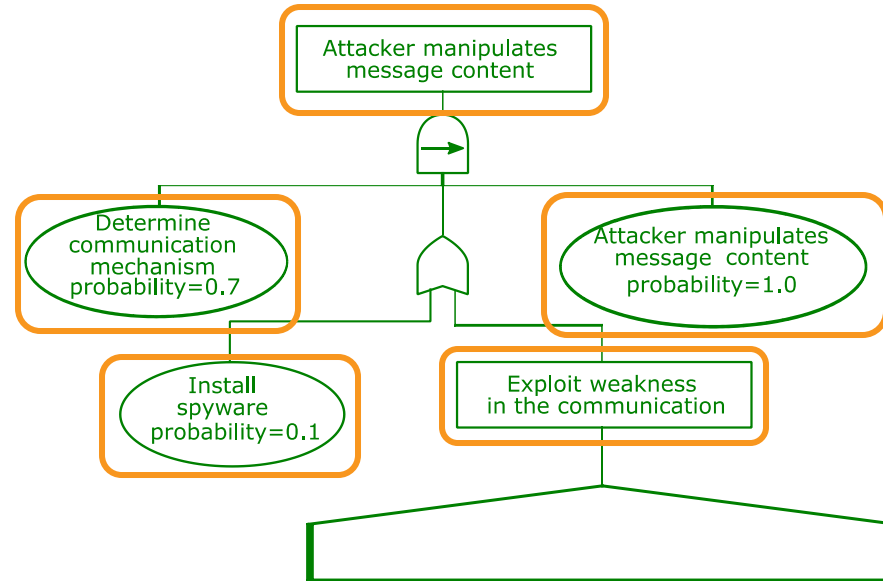 Attacker manipulates
message content
Determine
communication
mechanism
probability=0.7
Attacker manipulates
message content
probability=1.0
Install
spyware
probability=0.1
Exploit weakness
in the communication